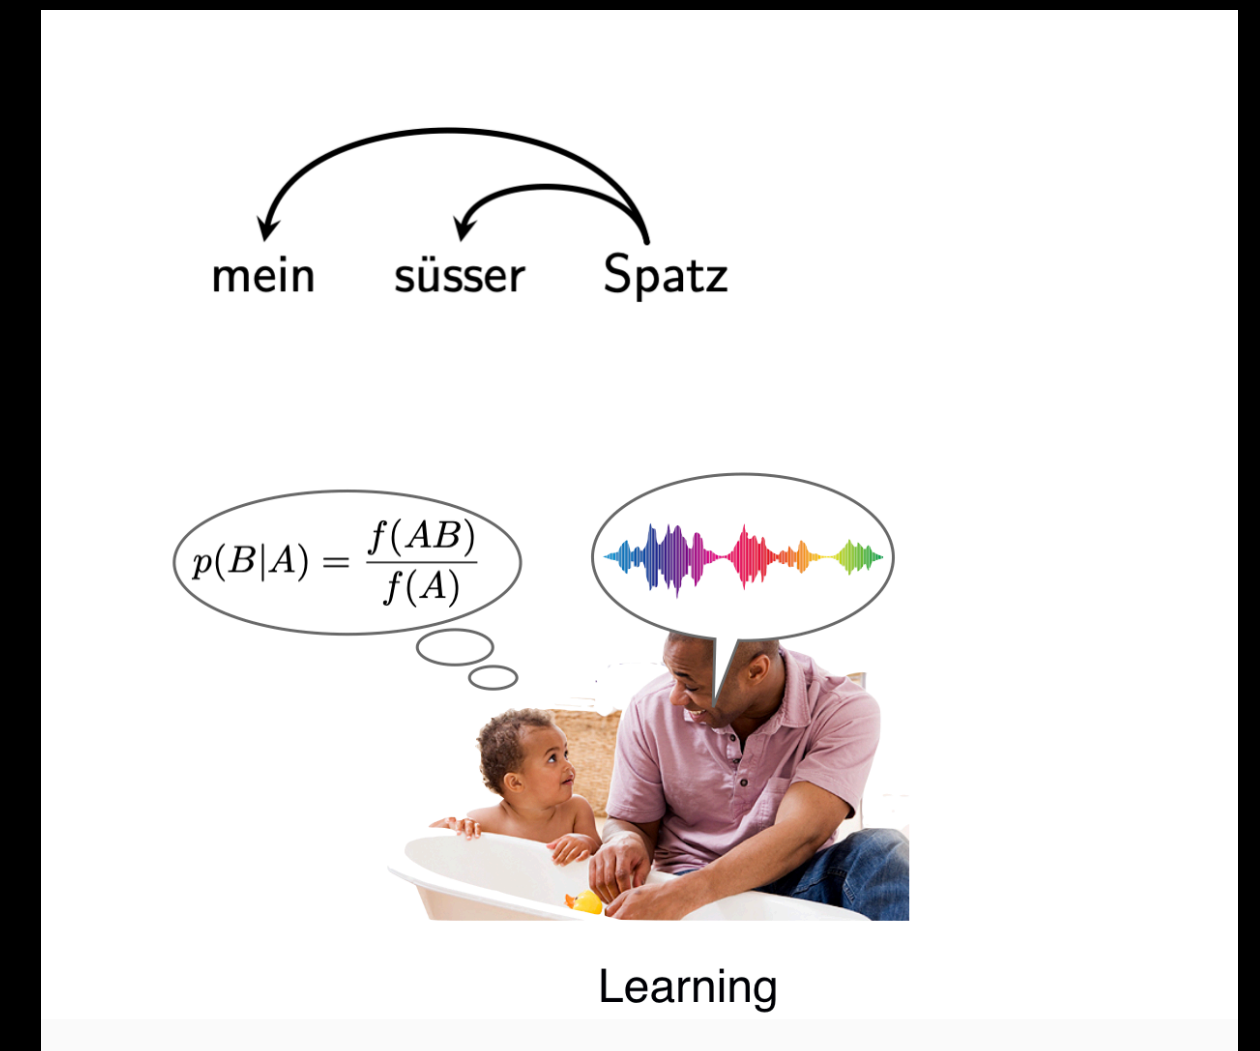 mein süsser Spatz
p(B|A) = f(AB) / f(A)
Learning